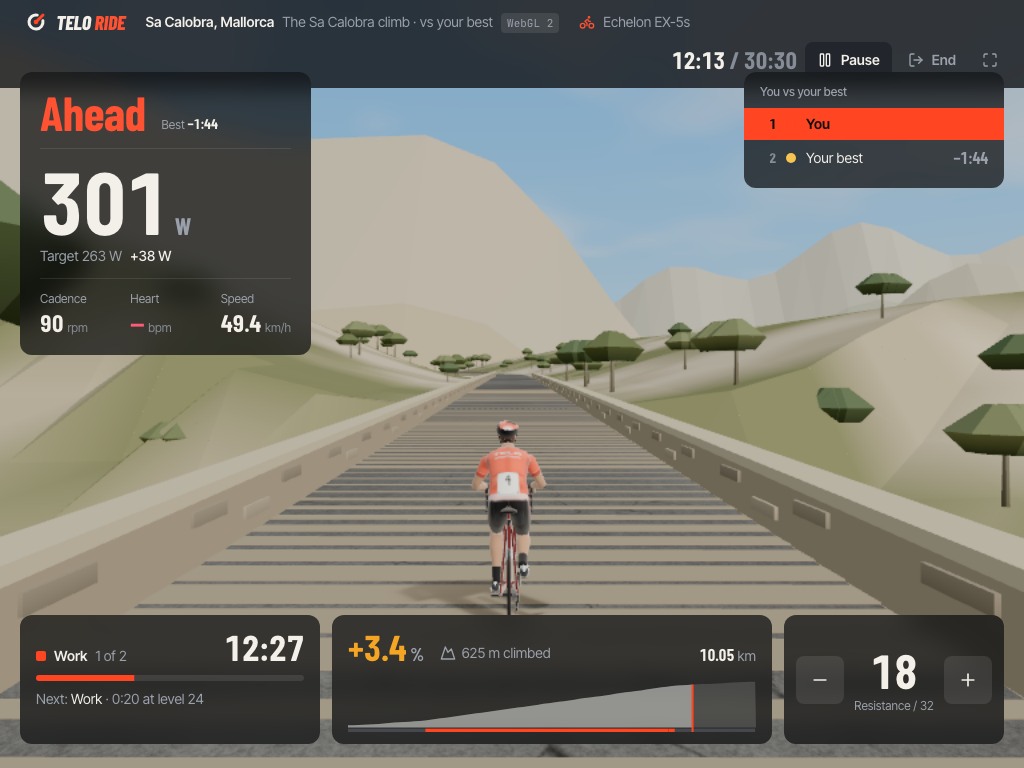 TELO RIDE Sa Calobra, Mallorca The Sa Calobra climb · vs your best WebGL 2 Echelon EX-5s
12:13 / 30:30 Pause End
Ahead Best −1:44
301 W
Target 263 W +38 W
Cadence Heart Speed
90 rpm — bpm 49.4 km/h
You vs your best
1 You
2 Your best −1:44
TELO
4
Work 1 of 2 12:27
Next: Work · 0:20 at level 24
+3.4 % 625 m climbed 10.05 km
− 18 +
Resistance / 32